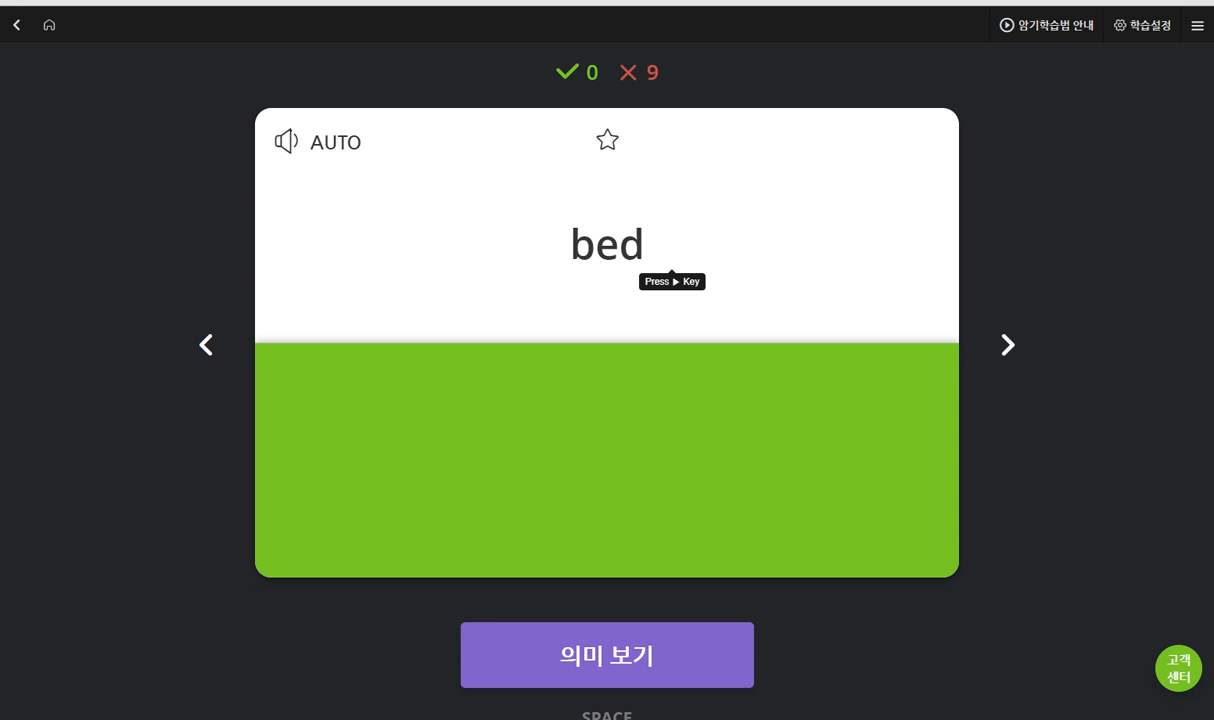 암기학습법 안내
학습설정
0
9
AUTO
bed
Press ▶ Key
의미 보기
고객
센터
SPACE